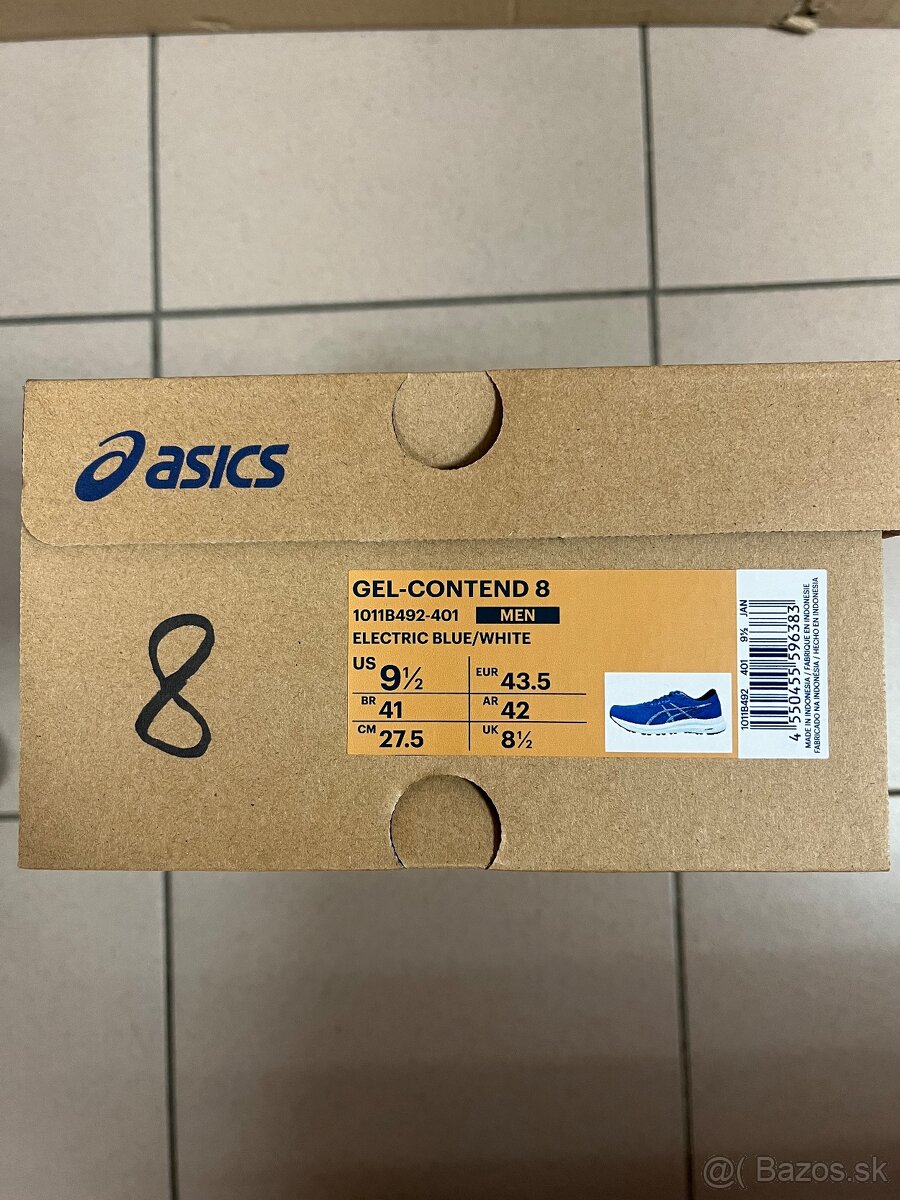 asics
8
GEL-CONTEND 8
1011B492-401 MEN
ELECTRIC BLUE/WHITE
US 9½ EUR 43.5
BR 41 AR 42
CM 27.5 UK 8½
1011B492 401 9½ JAN
4 550455 596383
MADE IN INDONESIA / FABRIQUE EN INDONESIE
FABRICADO NA INDONÉSIA / HECHO EN INDONESIA
@( Bazos.sk